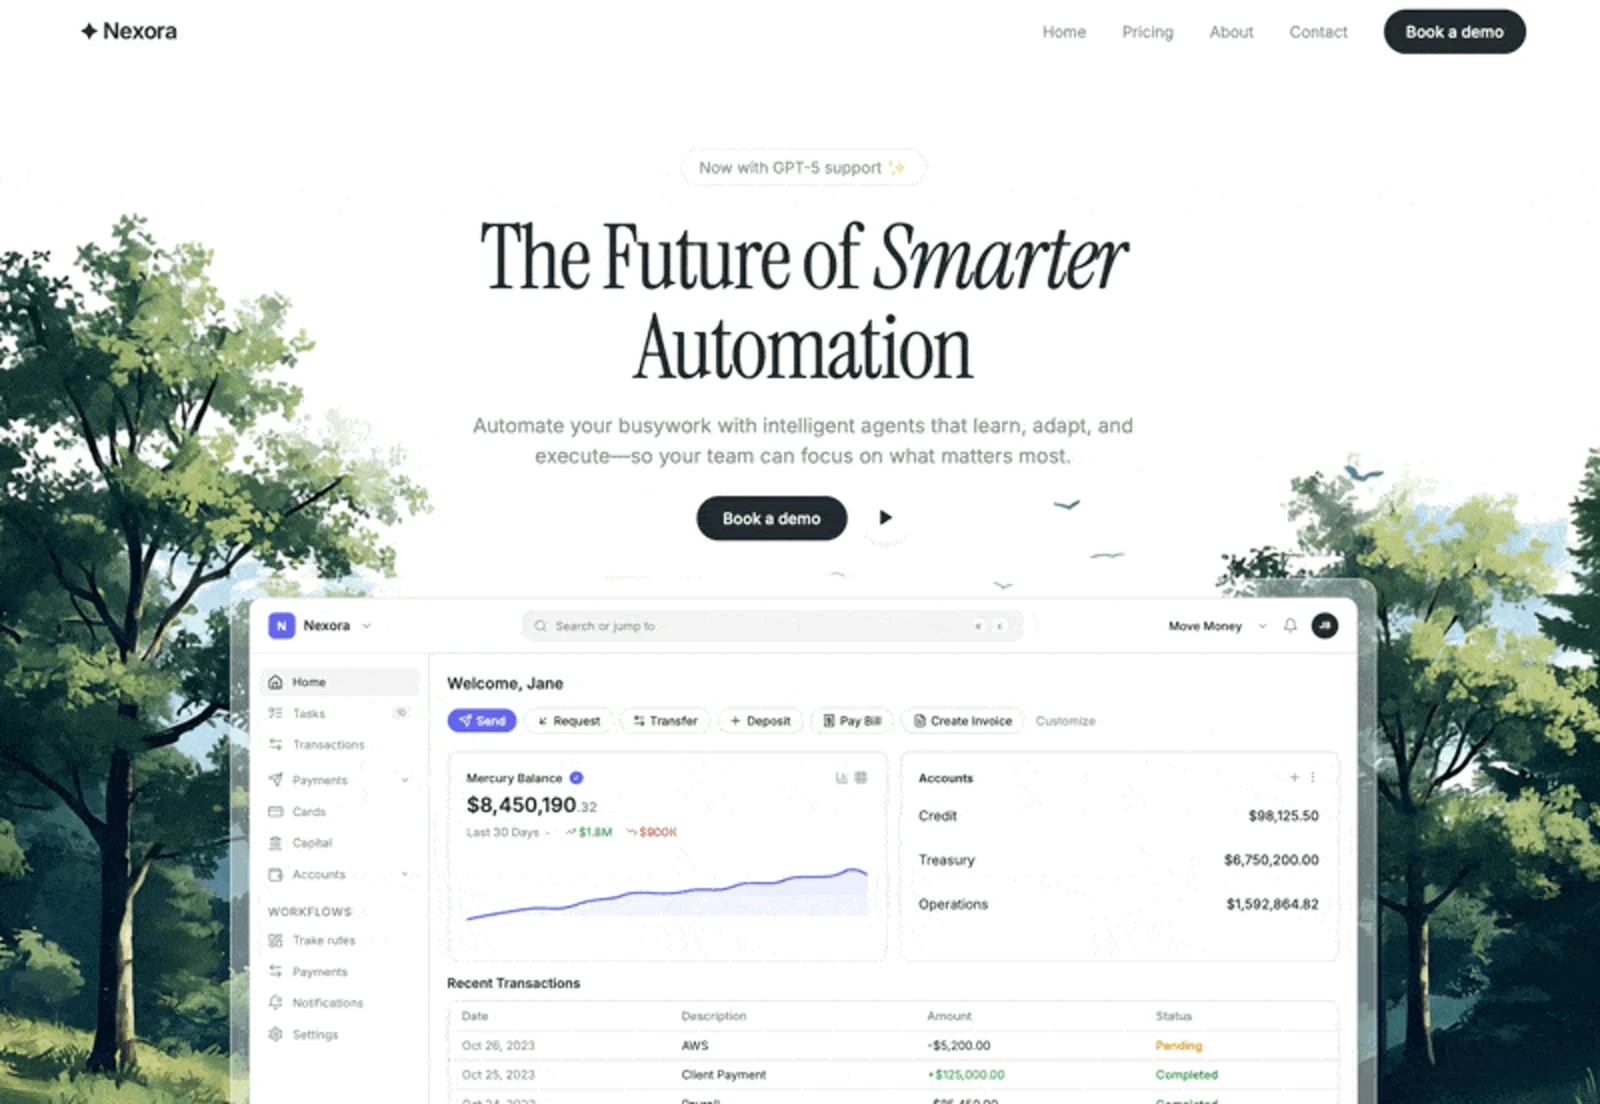 Nexora
Home Pricing About Contact Book a demo
Now with GPT-5 support ✨
The Future of Smarter
Automation
Automate your busywork with intelligent agents that learn, adapt, and
execute—so your team can focus on what matters most.
Book a demo
N Nexora
Search or jump to
Move Money
JB
Home
Tasks 10
Transactions
Payments
Cards
Capital
Accounts
WORKFLOWS
Trake rutes
Payments
Notifications
Settings
Welcome, Jane
Send Request Transfer + Deposit Pay Bill Create Invoice Customize
Mercury Balance
$8,450,190.32
Last 30 Days $1.8M $900K
Accounts
Credit $98,125.50
Treasury $6,750,200.00
Operations $1,592,864.82
Recent Transactions
Date Description Amount Status
Oct 26, 2023 AWS -$5,200.00 Pending
Oct 25, 2023 Client Payment +$125,000.00 Completed